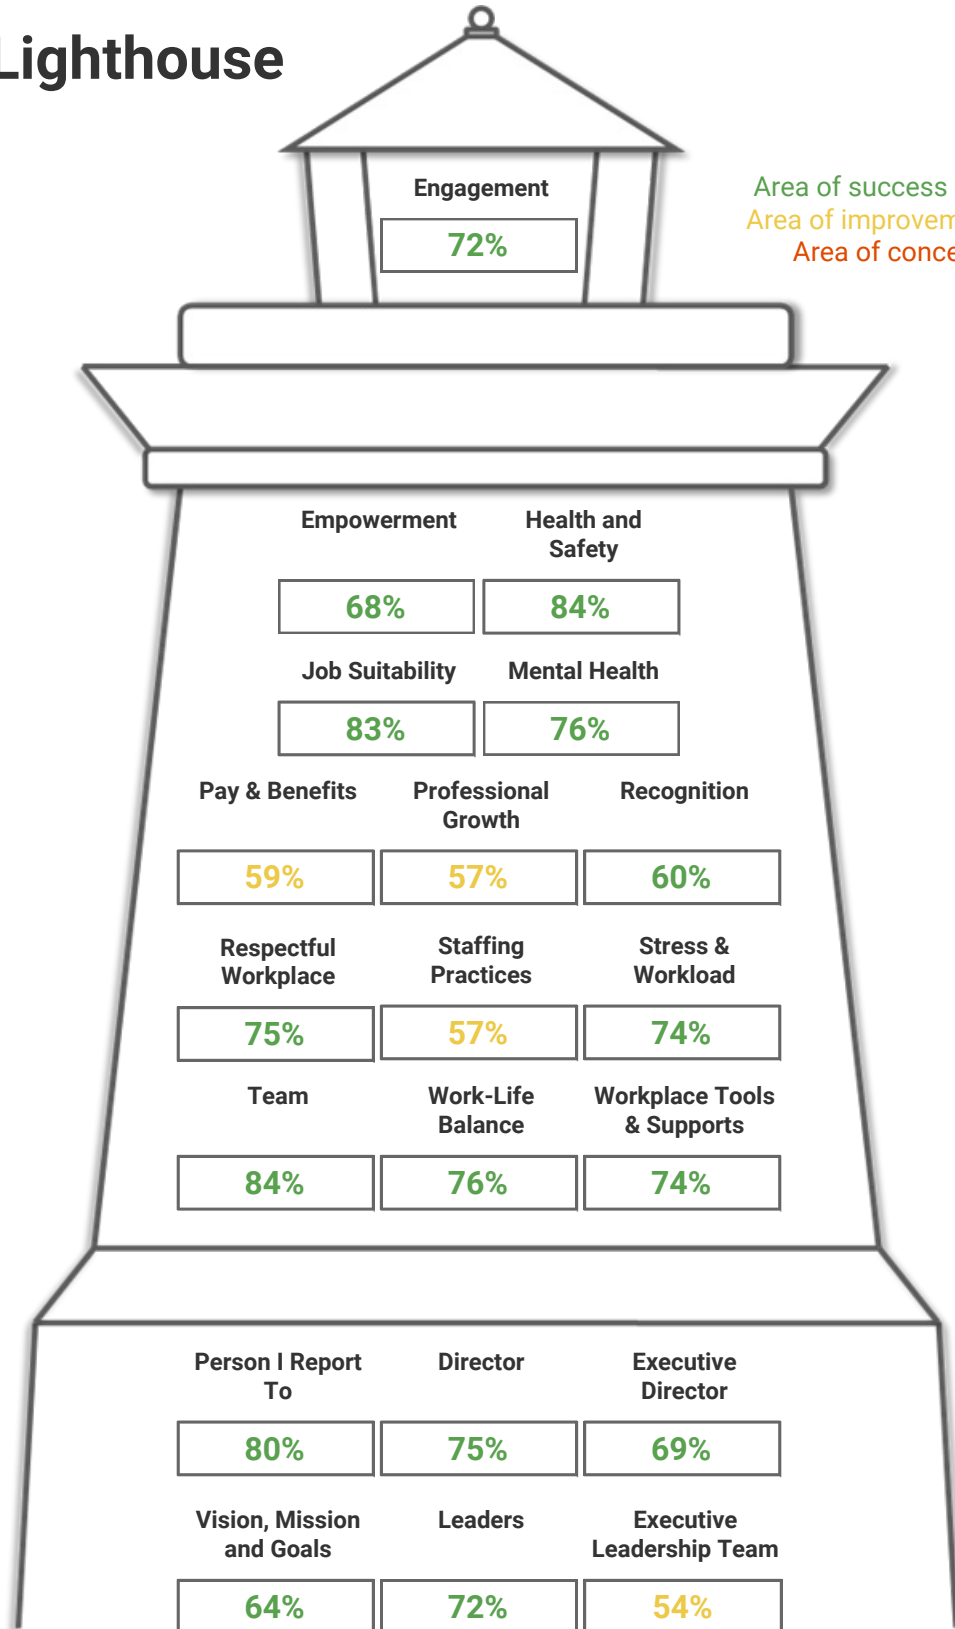 Lighthouse
Engagement
72%
Area of success
Area of improvem
Area of conce
Empowerment
Health and
Safety
68%
84%
Job Suitability
Mental Health
83%
76%
Pay & Benefits
Professional
Growth
Recognition
59%
57%
60%
Respectful
Workplace
Staffing
Practices
Stress &
Workload
75%
57%
74%
Team
Work-Life
Balance
Workplace Tools
& Supports
84%
76%
74%
Person I Report
To
Director
Executive
Director
80%
75%
69%
Vision, Mission
and Goals
Leaders
Executive
Leadership Team
64%
72%
54%